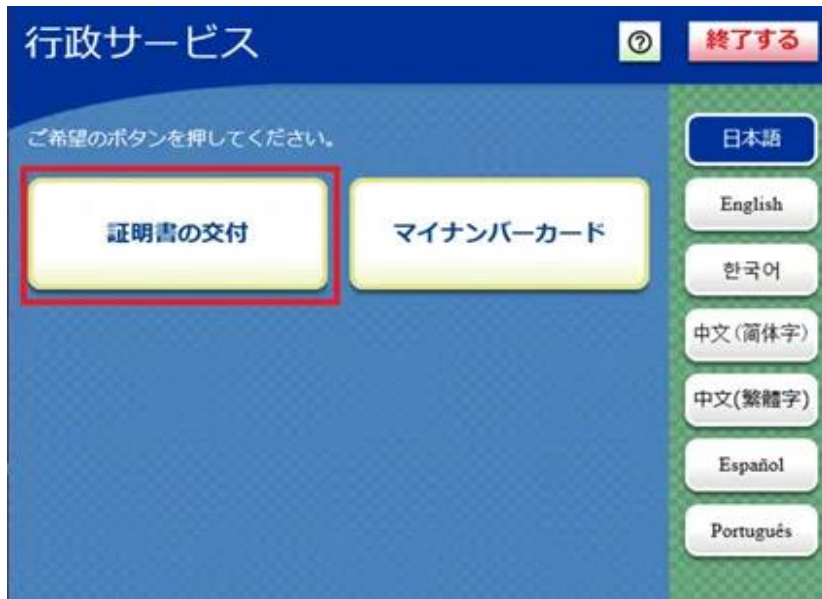 行政サービス
?
終了する
ご希望のボタンを押してください。
日本語
証明書の交付
マイナンバーカード
English
한국어
中文(简体字)
中文(繁體字)
Español
Português